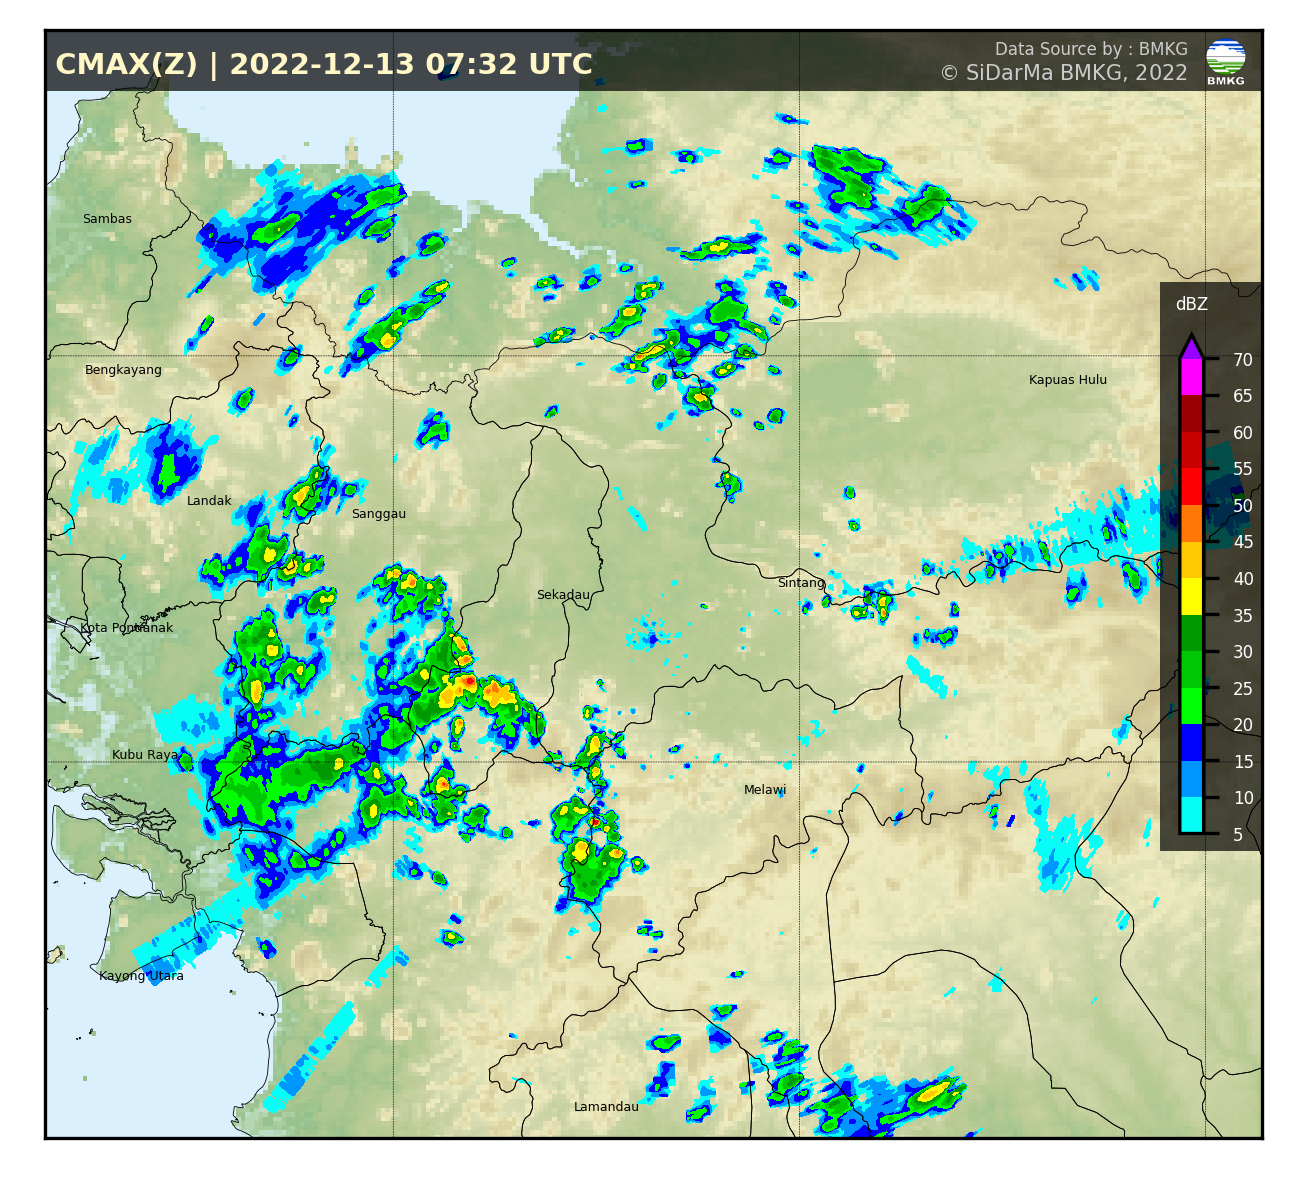 CMAX(Z) | 2022-12-13 07:32 UTC
Data Source by : BMKG
© SiDarMa BMKG, 2022
BMKG
Sambas
dBZ
70
Bengkayang
Kapuas Hulu
65
60
55
Landak
50
Sanggau
45
40
Sintang
Sekadau
35
Kota Pontianak
30
25
20
Kubu Raya
15
Melawi
10
5
Kayong Utara
Lamandau